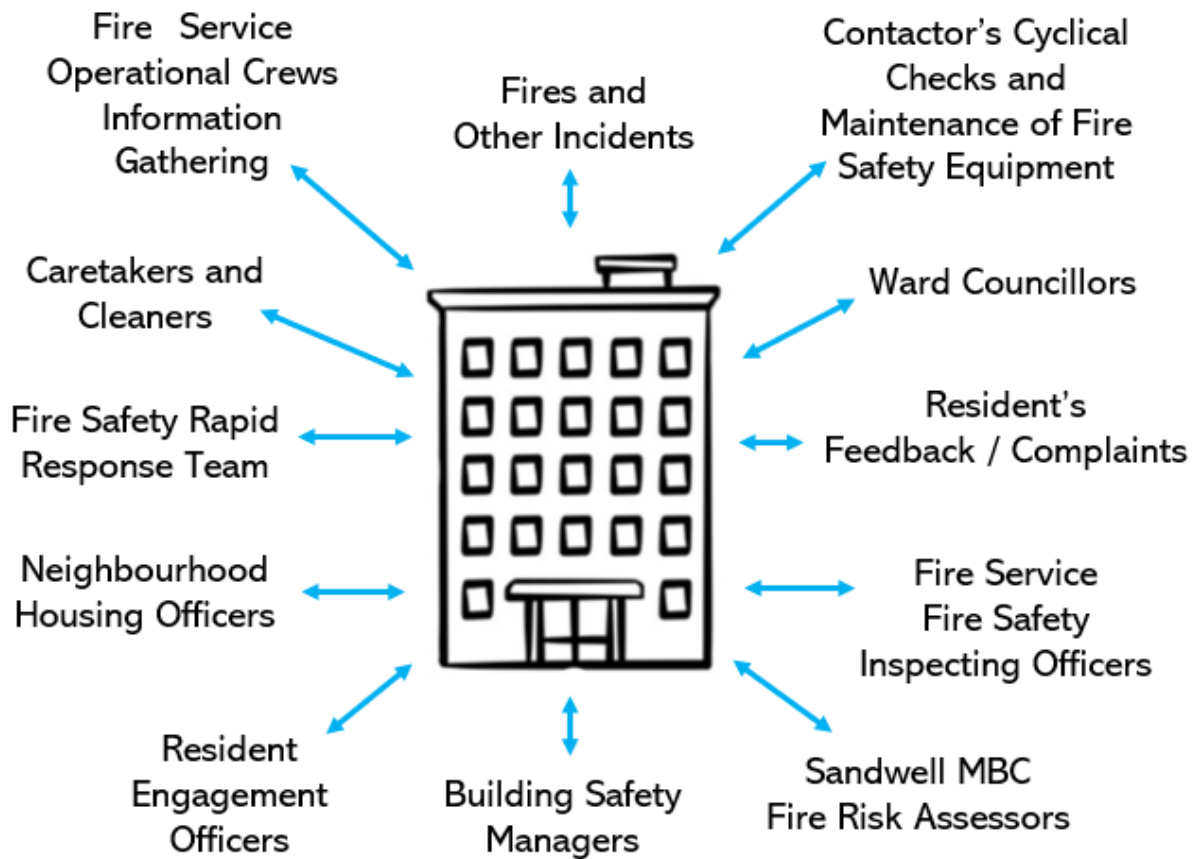 Fire Service
Operational Crews
Information
Gathering
Fires and
Other Incidents
Contactor's Cyclical
Checks and
Maintenance of Fire
Safety Equipment
Caretakers and
Cleaners
Ward Councillors
Fire Safety Rapid
Response Team
Resident's
Feedback / Complaints
Neighbourhood
Housing Officers
Fire Service
Fire Safety
Inspecting Officers
Resident
Engagement
Officers
Building Safety
Managers
Sandwell MBC
Fire Risk Assessors